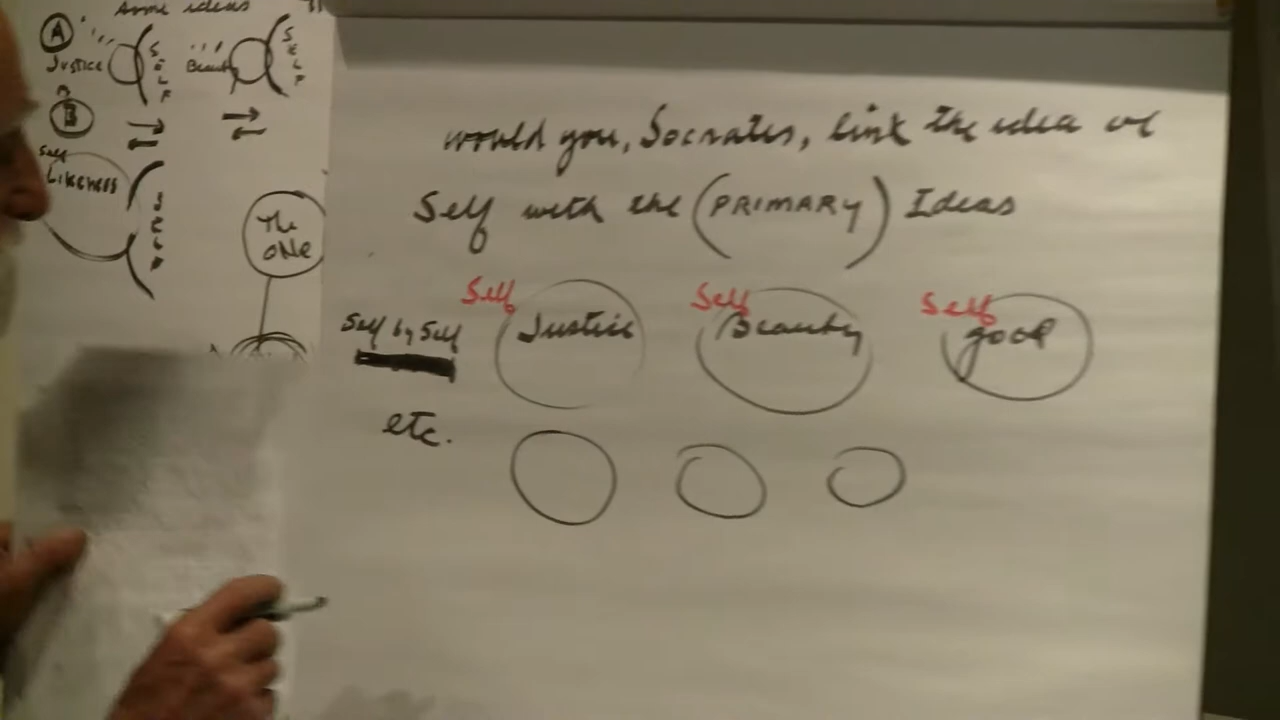 Some ideas
A
Justice
SELF
Beauty
SELF
B
Self
Likeness
SELF
The
ONE
would you, Socrates, link the idea of
Self with the (PRIMARY) Ideas
Self by Self
Self
Justice
Self
Beauty
Self
good
etc.